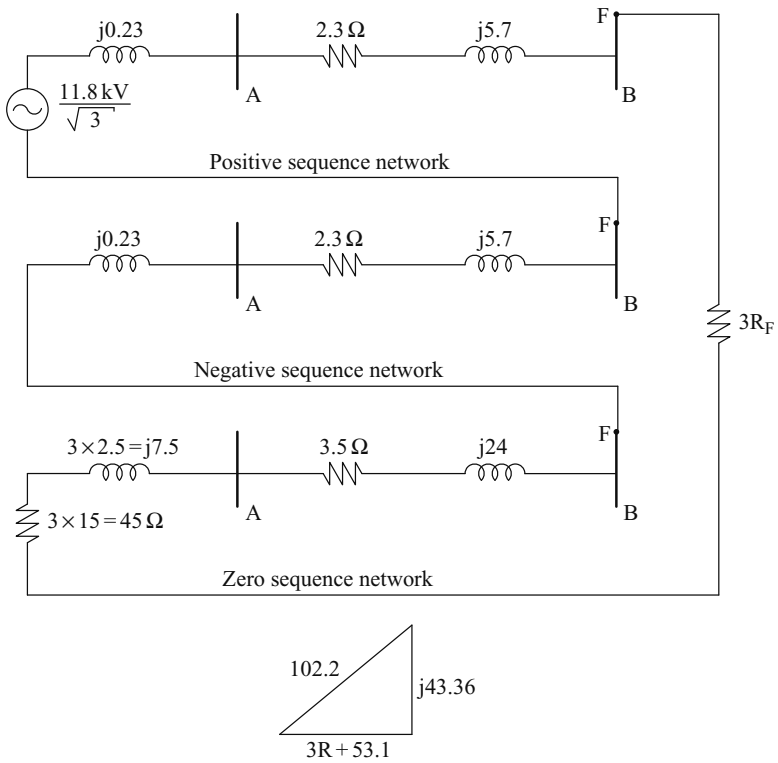 j0.23
2.3 Ω
j5.7
F
A
B
11.8 kV
√3
Positive sequence network
j0.23
2.3 Ω
j5.7
F
A
B
3R_F
Negative sequence network
3 × 2.5 = j7.5
3.5 Ω
j24
F
A
B
3 × 15 = 45 Ω
Zero sequence network
102.2
j43.36
3R + 53.1